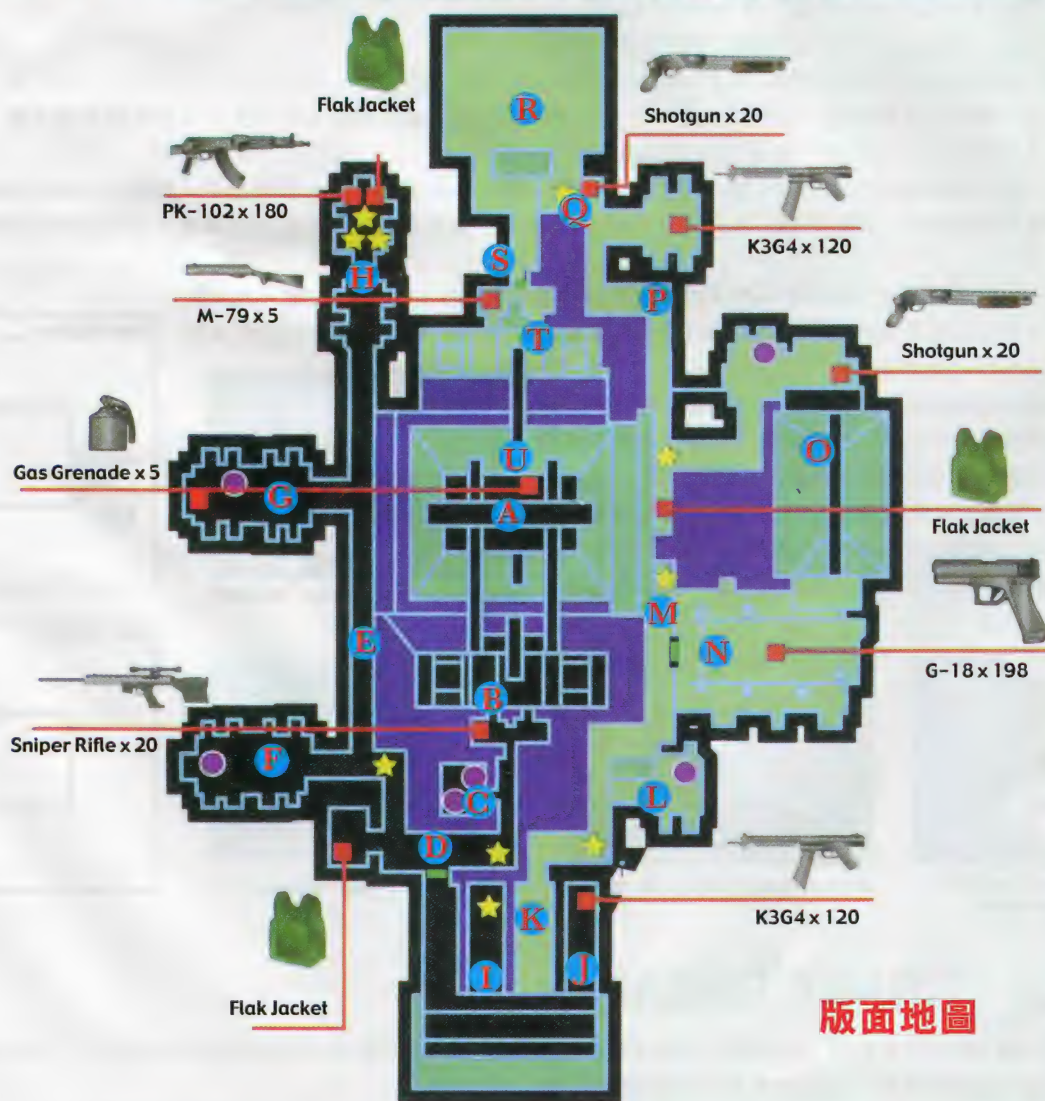 Flak Jacket
R
Shotgun x 20
PK-102 x 180
Q
K3G4 x 120
S
H
P
M-79 x 5
T
Shotgun x 20
O
U
Gas Grenade x 5
G
A
Flak Jacket
M
E
N
G-18 x 198
B
Sniper Rifle x 20
F
C
L
D
K3G4 x 120
K
I
J
Flak Jacket
版面地圖